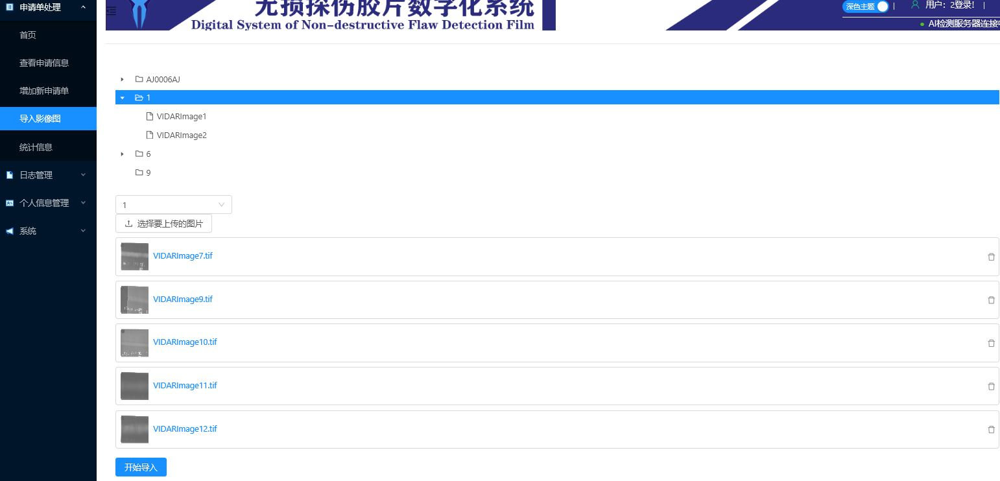 申请单处理
首页
查看申请信息
增加新申请单
导入影像图
统计信息
日志管理
个人信息管理
系统
无损探伤胶片数字化系统
Digital System of Non-destructive Flaw Detection Film
深色主题
用户：2登录！
AI检测服务器连接
AJ0006AJ
1
VIDARImage1
VIDARImage2
6
9
1
选择要上传的图片
VIDARImage7.tif
VIDARImage9.tif
VIDARImage10.tif
VIDARImage11.tif
VIDARImage12.tif
开始导入